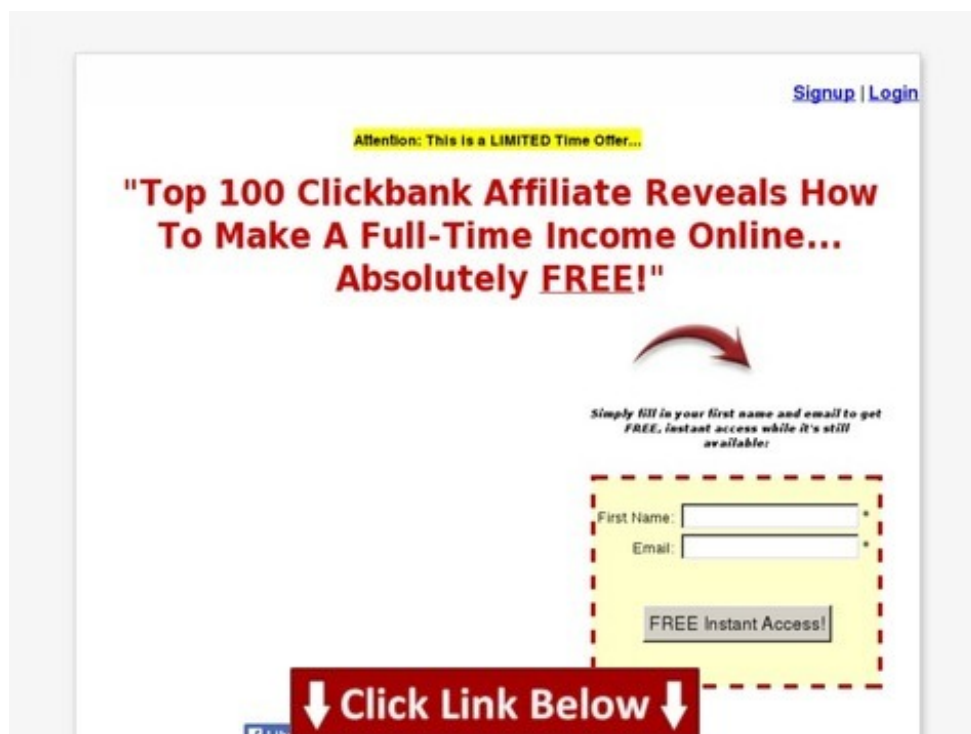 Signup | Login
Attention: This is a LIMITED Time Offer...
"Top 100 Clickbank Affiliate Reveals How
To Make A Full-Time Income Online...
Absolutely FREE!"
Simply fill in your first name and email to get
FREE, instant access while it's still
available:
First Name: *
Email: *
FREE Instant Access!
Click Link Below